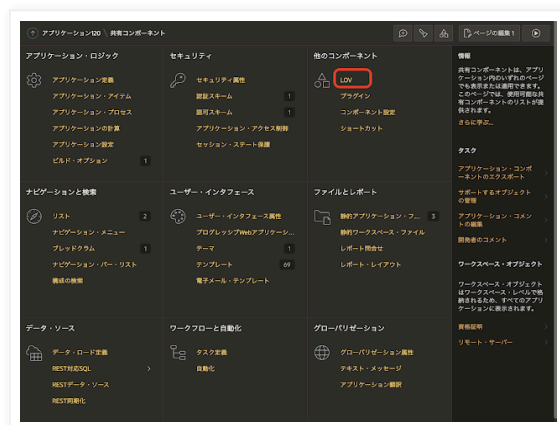 アプリケーション120 \ 共有コンポーネント
ページの編集1
アプリケーション・ロジック
アプリケーション定義
アプリケーション・アイテム
アプリケーション・プロセス
アプリケーションの計算
アプリケーション設定
ビルド・オプション 1
セキュリティ
セキュリティ属性
認証スキーム 1
認可スキーム 1
アプリケーション・アクセス制御
セッション・ステート保護
他のコンポーネント
LOV
プラグイン
コンポーネント設定
ショートカット
ナビゲーションと検索
リスト 2
ナビゲーション・メニュー
ブレッドクラム 1
ナビゲーション・バー・リスト
構成の検索
ユーザー・インタフェース
ユーザー・インタフェース属性
プログレッシブWebアプリケーシ...
テーマ 1
テンプレート 69
電子メール・テンプレート
ファイルとレポート
静的アプリケーション・フ... 3
静的ワークスペース・ファイル
レポート問合せ
レポート・レイアウト
データ・ソース
データ・ロード定義
REST対応SQL
RESTデータ・ソース
REST同期化
ワークフローと自動化
タスク定義
自動化
グローバリゼーション
グローバリゼーション属性
テキスト・メッセージ
アプリケーション翻訳
情報
共有コンポーネントは、アプリ
ケーション内のいずれのページ
でも表示または適用できます。
このページでは、使用可能な共
有コンポーネントのリストが提
供されます。
さらに学ぶ...
タスク
アプリケーション・コンポ
ーネントのエクスポート
サポートするオブジェクト
の管理
アプリケーション・コメン
トの編集
開発者のコメント
ワークスペース・オブジェクト
ワークスペース・オブジェクト
はワークスペース・レベルで格
納されるため、すべてのアプリ
ケーションに表示されます。
資格証明
リモート・サーバー